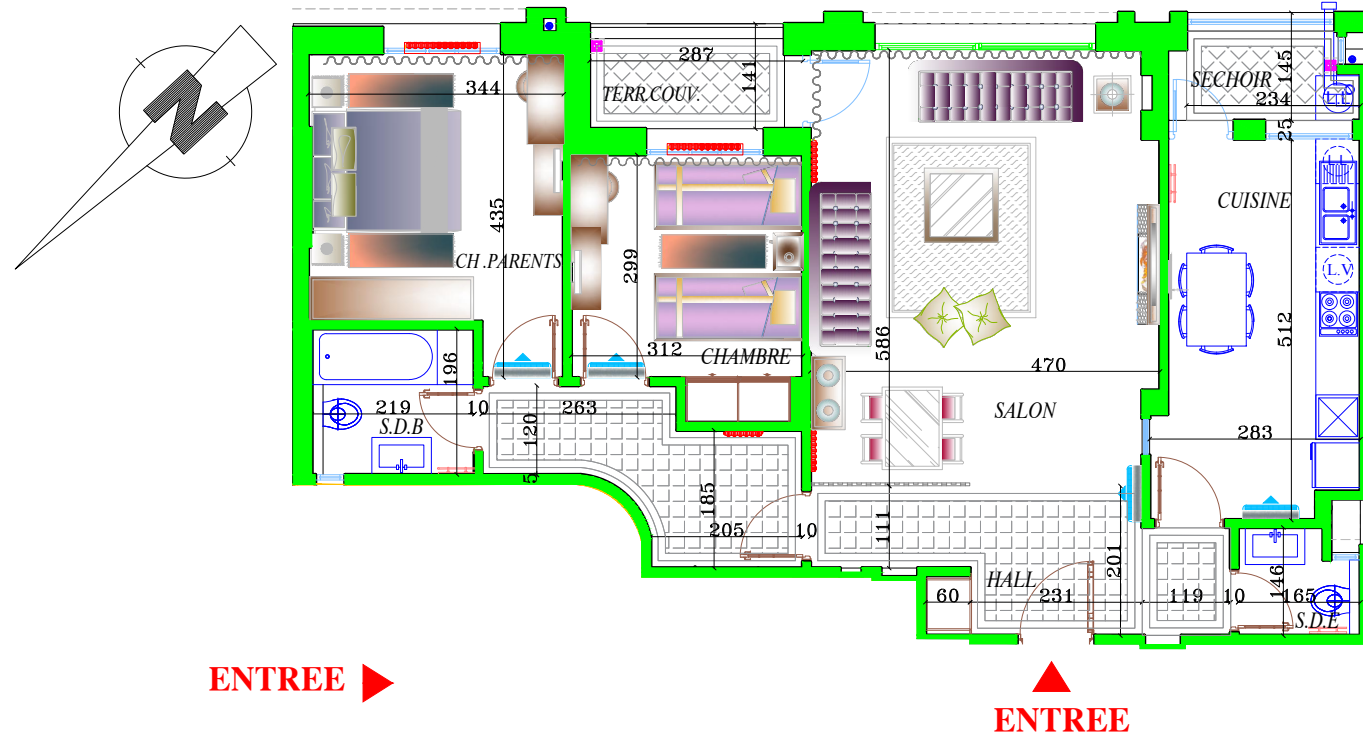 N
287
141
TERR.COUV.
344
435
CH .PARENTS
299
312
CHAMBRE
SECHOIR
145
234
L.L
25
CUISINE
L.V
512
283
586
470
SALON
196
219
10
S.D.B
263
120
5
185
205
10
111
HALL
201
60
231
119
10
146
165
S.D.E
ENTREE
ENTREE